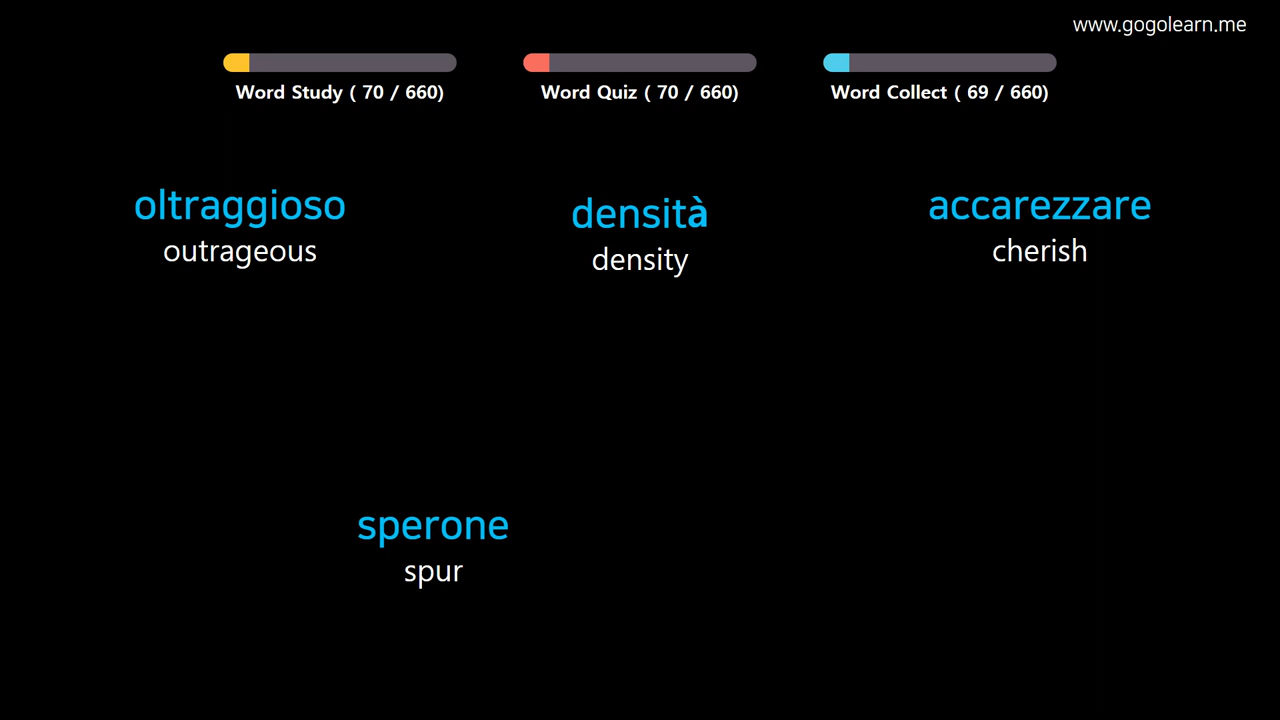 www.gogolearn.me
Word Study ( 70 / 660)
Word Quiz ( 70 / 660)
Word Collect ( 69 / 660)
oltraggioso
outrageous
densità
density
accarezzare
cherish
sperone
spur